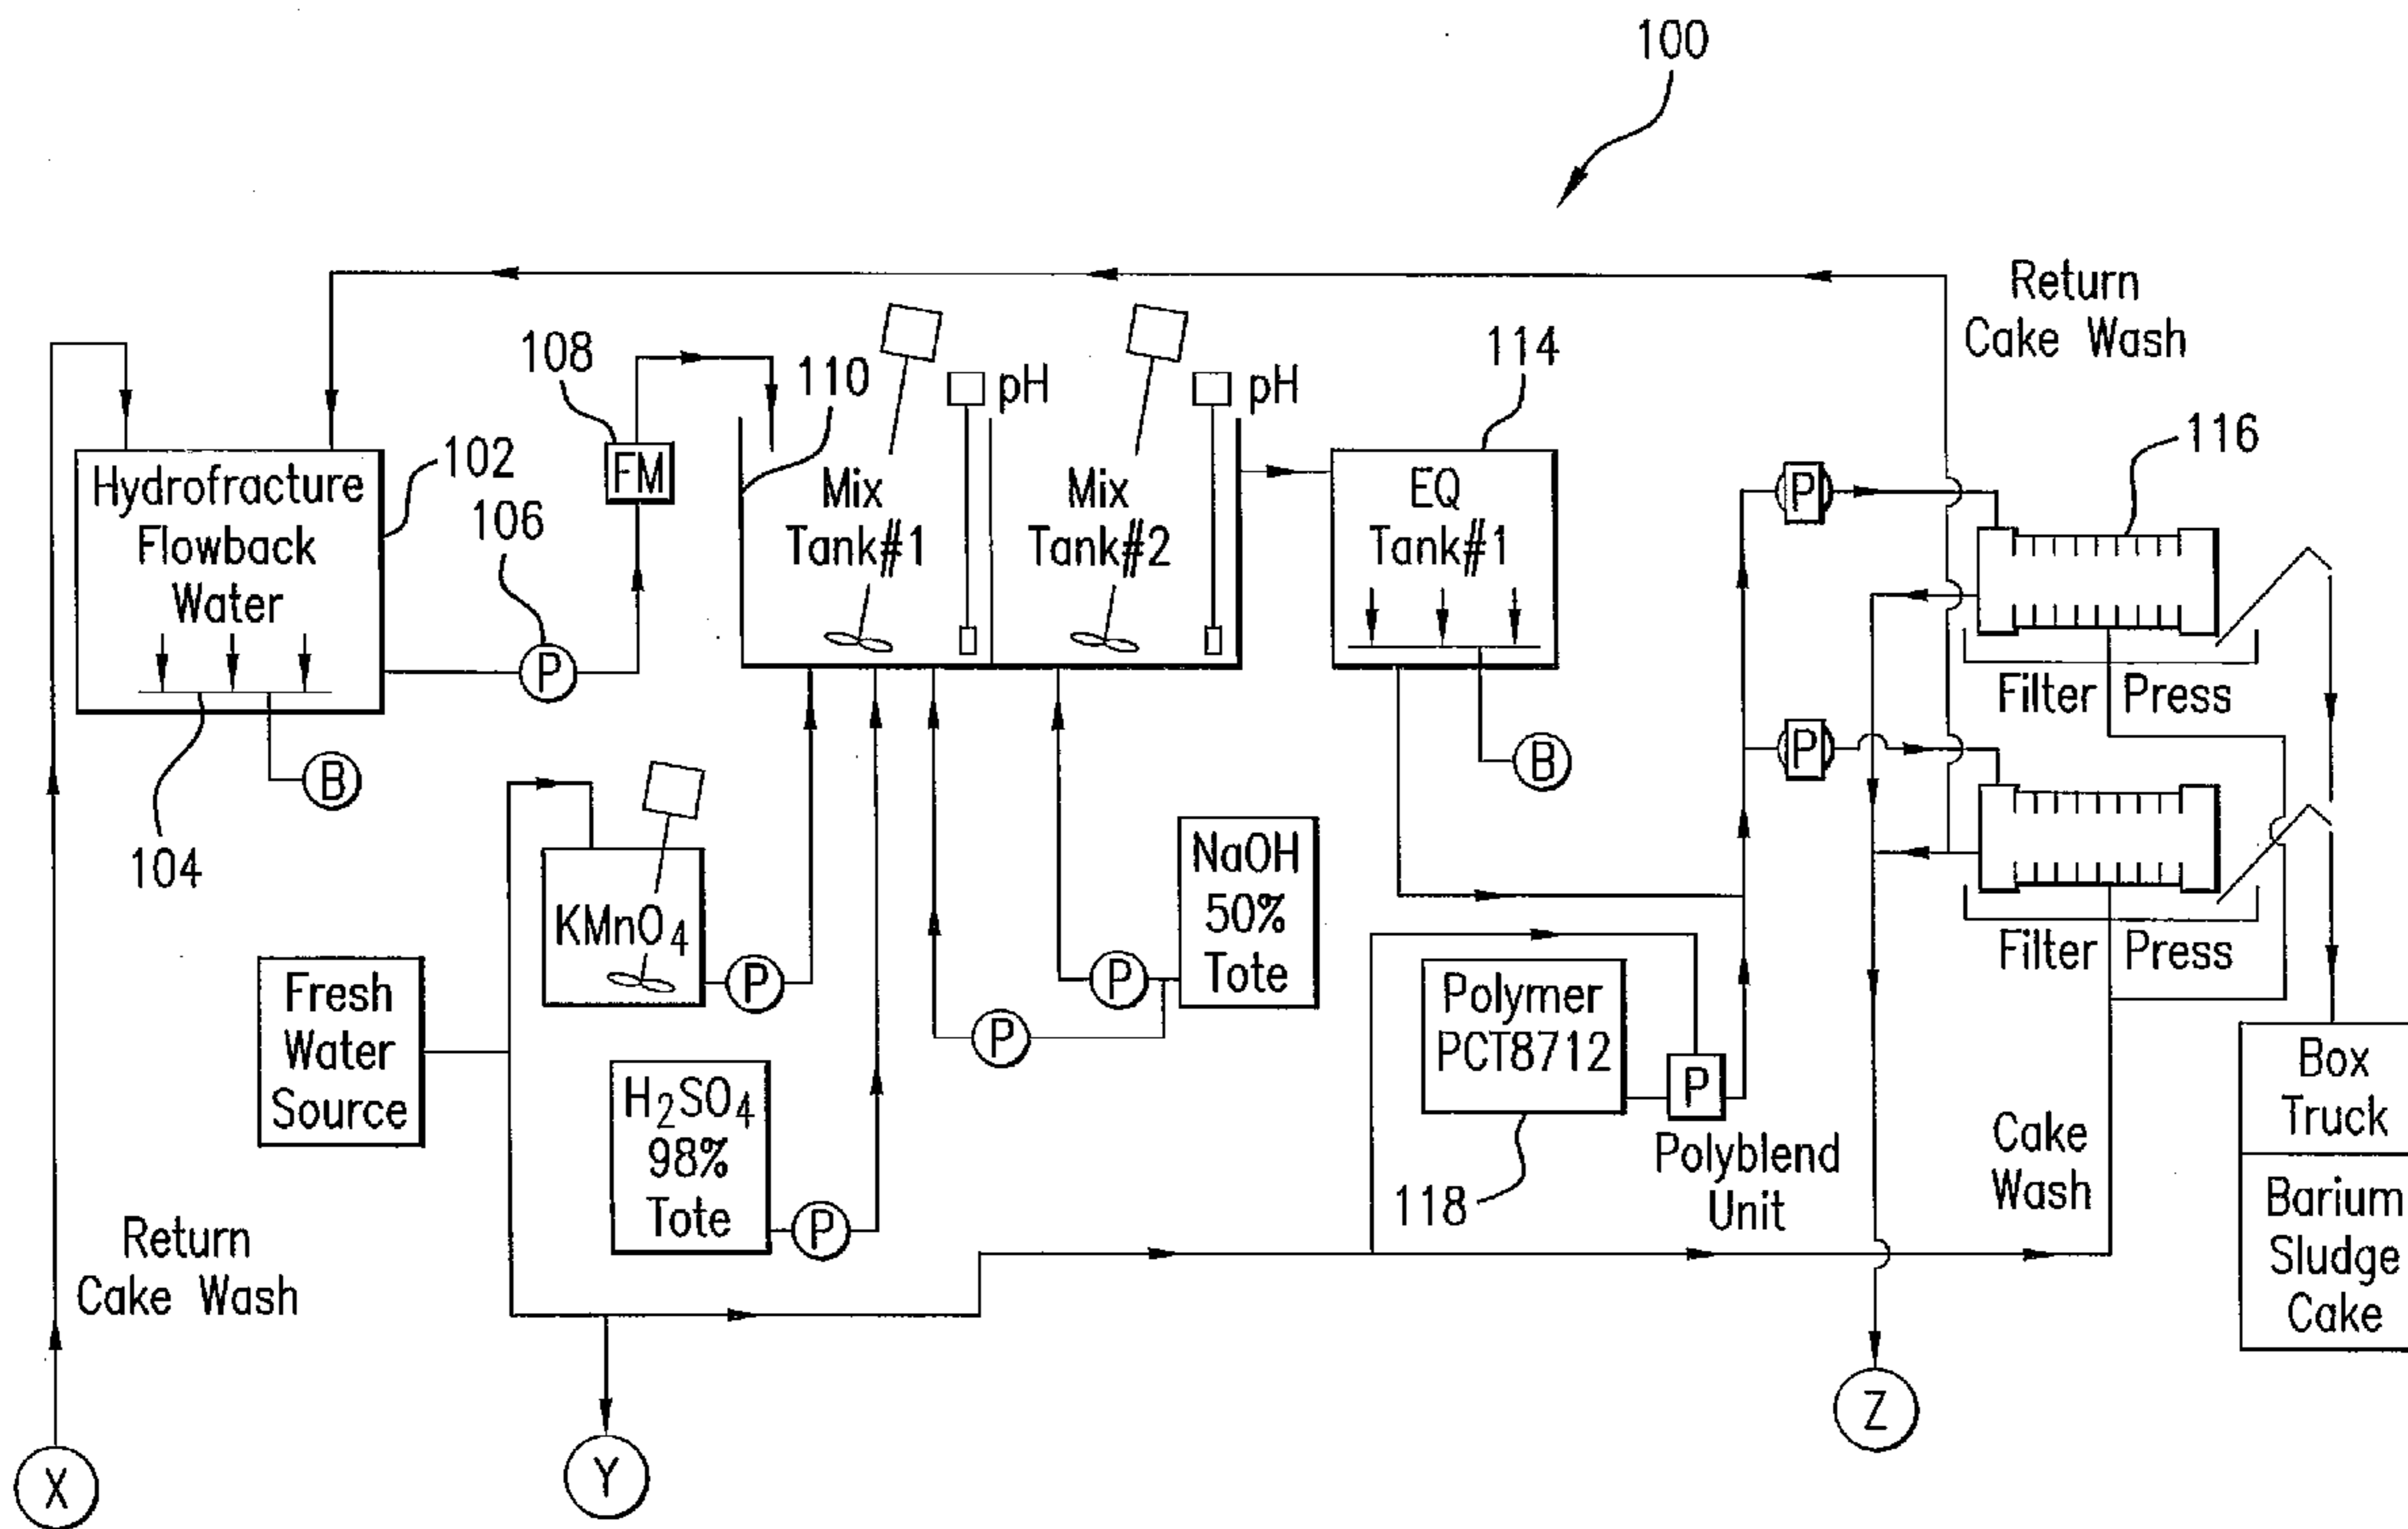 100
Return
Cake Wash
108
110
pH
pH
114
116
Hydrofracture
Flowback
Water
102
106
FM
Mix
Tank#1
Mix
Tank#2
EQ
Tank#1
P
P
Filter Press
104
B
B
P
KMnO4
P
NaOH
50%
Tote
P
P
Filter Press
Fresh
Water
Source
H2SO4
98%
Tote
P
Polymer
PCT8712
P
Polyblend
Unit
118
Cake
Wash
Box
Truck
Barium
Sludge
Cake
Return
Cake Wash
X
Y
Z